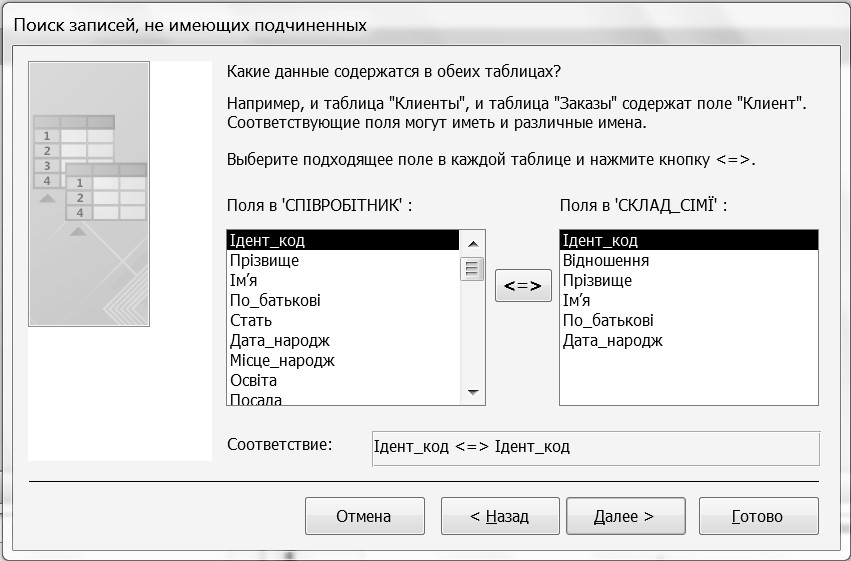 Поиск записей, не имеющих подчиненных
1
2
3
4
1
2
4
Какие данные содержатся в обеих таблицах?
Например, и таблица "Клиенты", и таблица "Заказы" содержат поле "Клиент".
Соответствующие поля могут иметь и различные имена.
Выберите подходящее поле в каждой таблице и нажмите кнопку <=>.
Поля в 'СПІВРОБІТНИК' :
Ідент_код
Прізвище
Ім’я
По_батькові
Стать
Дата_народж
Місце_народж
Освіта
Посада
<=>
Поля в 'СКЛАД_СІМЇ' :
Ідент_код
Відношення
Прізвище
Ім’я
По_батькові
Дата_народж
Соответствие:
Ідент_код <=> Ідент_код
Отмена
< Назад
Далее >
Готово